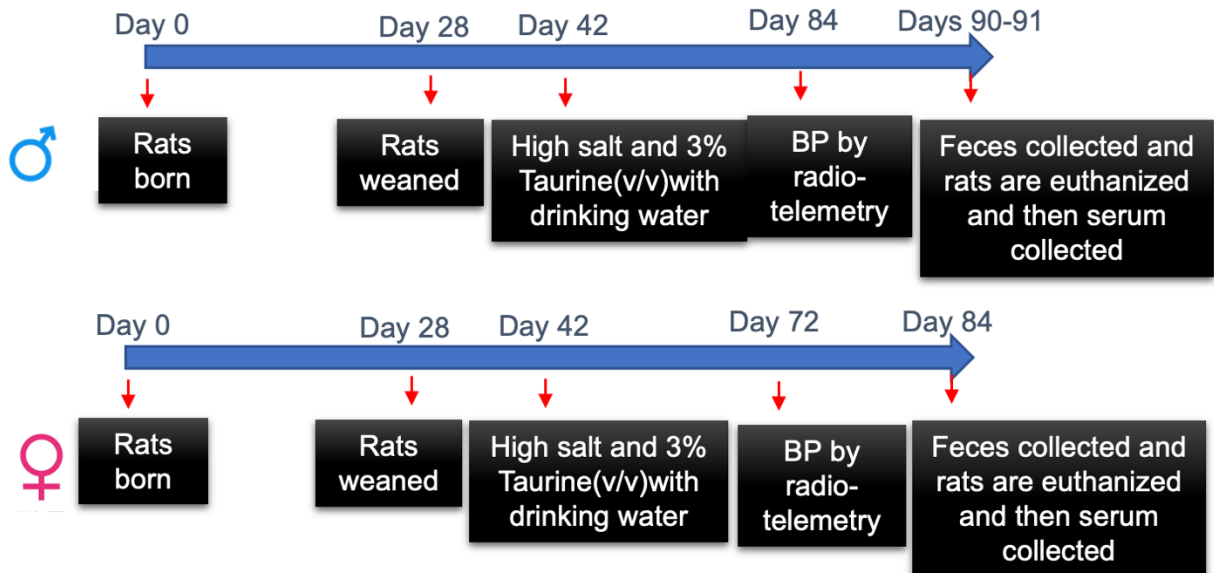 Day 0
Day 28
Day 42
Day 84
Days 90-91
Rats
born
Rats
weaned
High salt and 3%
Taurine(v/v)with
drinking water
BP by
radio-
telemetry
Feces collected and
rats are euthanized
and then serum
collected
Day 0
Day 28
Day 42
Day 72
Day 84
Rats
born
Rats
weaned
High salt and 3%
Taurine(v/v)with
drinking water
BP by
radio-
telemetry
Feces collected and
rats are euthanized
and then serum
collected